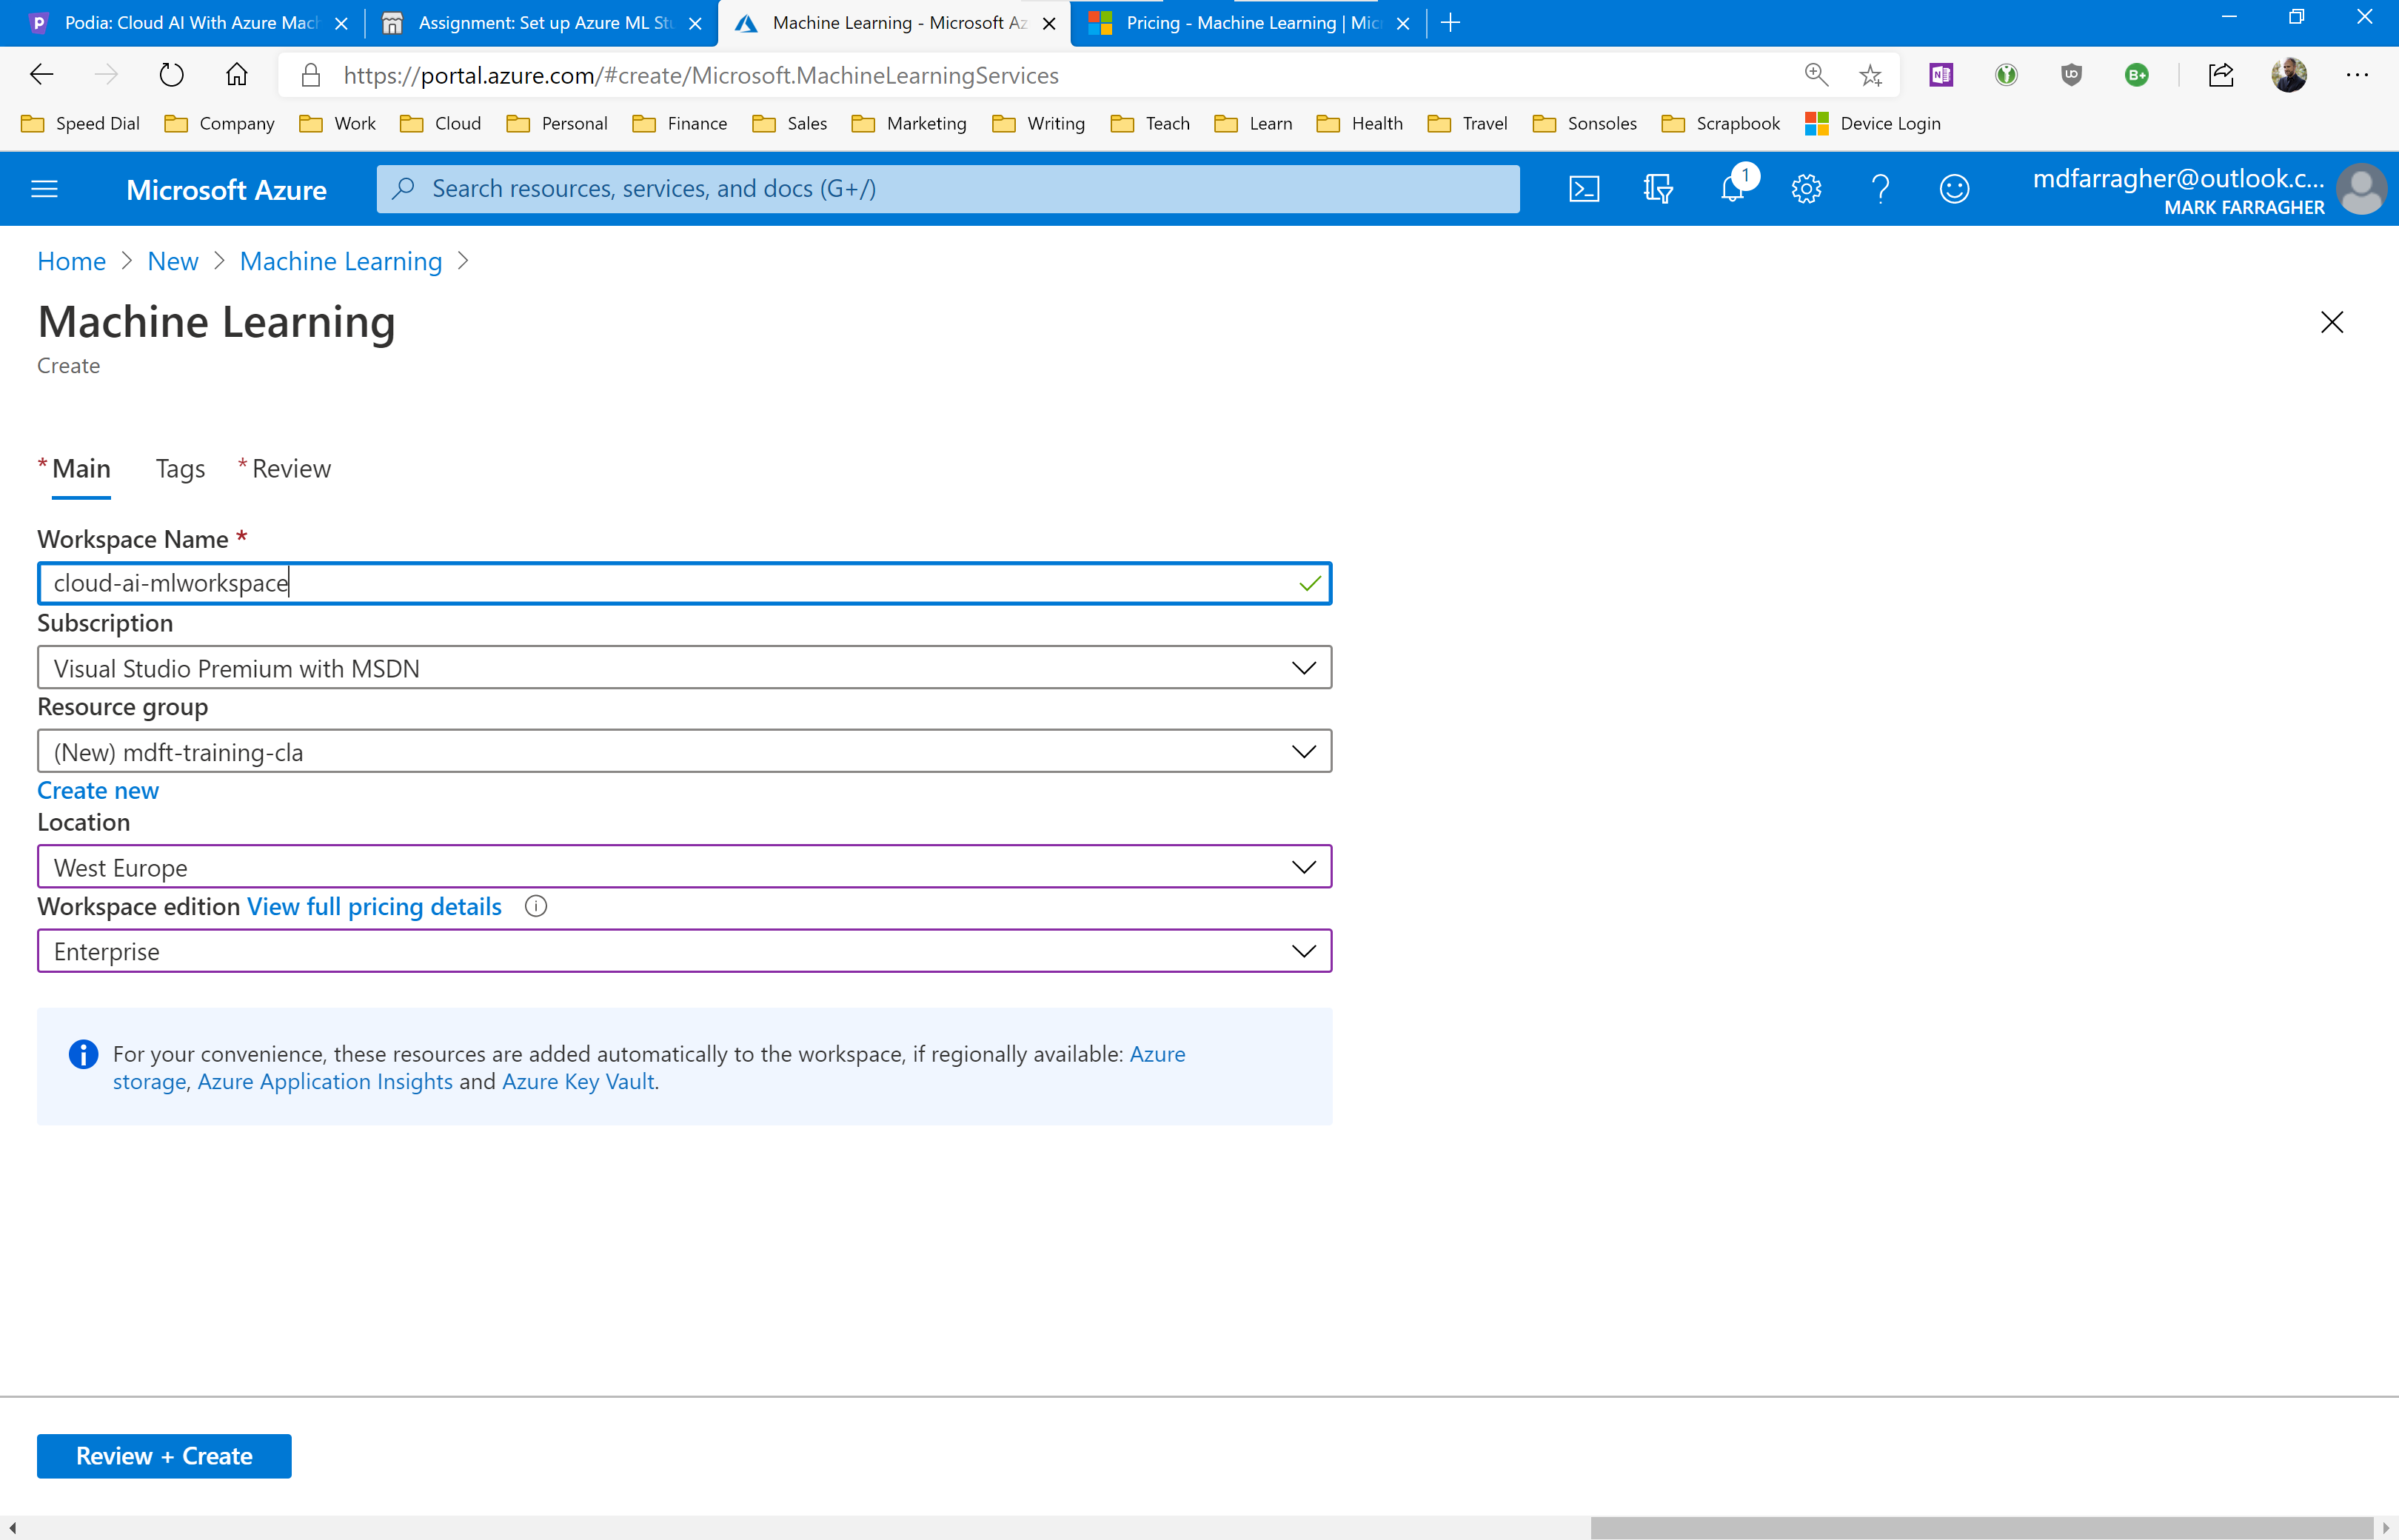 Podia: Cloud AI With Azure Mach
Assignment: Set up Azure ML Stu
Machine Learning - Microsoft Az
Pricing - Machine Learning | Micr
https://portal.azure.com/#create/Microsoft.MachineLearningServices
Speed Dial
Company
Work
Cloud
Personal
Finance
Sales
Marketing
Writing
Teach
Learn
Health
Travel
Sonsoles
Scrapbook
Device Login
Microsoft Azure
Search resources, services, and docs (G+/)
1
mdfarragher@outlook.c...
MARK FARRAGHER
Home > New > Machine Learning >
Machine Learning
Create
* Main
Tags
* Review
Workspace Name *
cloud-ai-mlworkspace
Subscription
Visual Studio Premium with MSDN
Resource group
(New) mdft-training-cla
Create new
Location
West Europe
Workspace edition View full pricing details
Enterprise
For your convenience, these resources are added automatically to the workspace, if regionally available: Azure
storage, Azure Application Insights and Azure Key Vault.
Review + Create